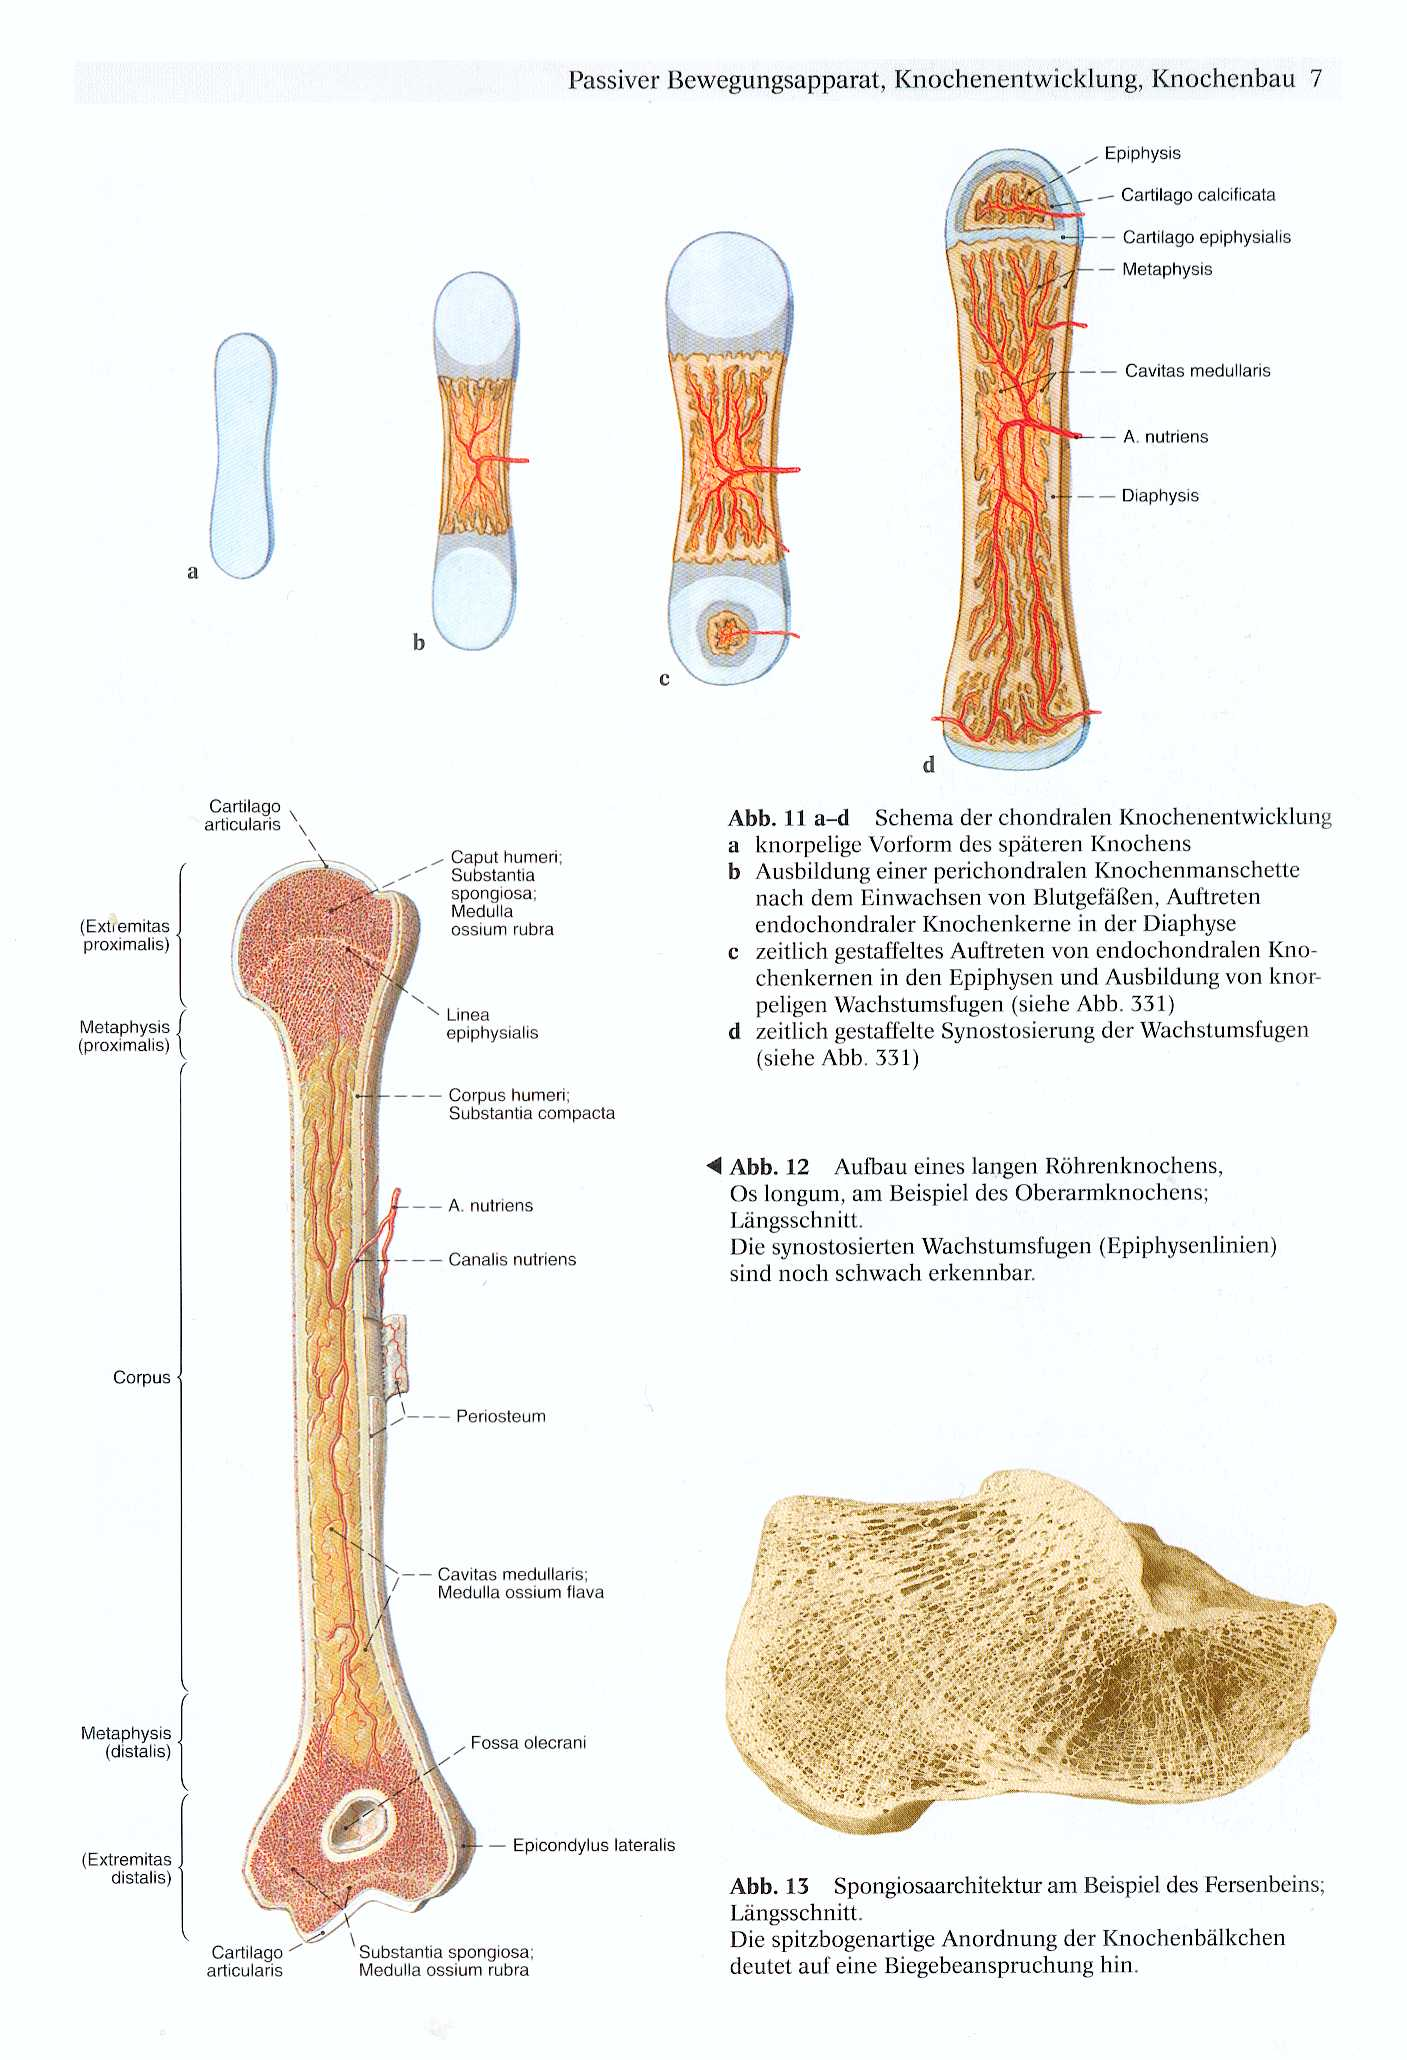 Passiver Bewegungsapparat, Knochenentwicklung, Knochenbau 7
Epiphysis
Cartilago calcificata
Cartilago epiphysialis
Metaphysis
Cavitas medullaris
A. nutriens
Diaphysis
a
b
c
d
Abb. 11 a–d Schema der chondralen Knochenentwicklung
a knorpelige Vorform des späteren Knochens
b Ausbildung einer perichondralen Knochenmanschette
nach dem Einwachsen von Blutgefäßen, Auftreten
endochondraler Knochenkerne in der Diaphyse
c zeitlich gestaffeltes Auftreten von endochondralen Kno-
chenkernen in den Epiphysen und Ausbildung von knor-
peligen Wachstumsfugen (siehe Abb. 331)
d zeitlich gestaffelte Synostosierung der Wachstumsfugen
(siehe Abb. 331)
Cartilago
articularis
Caput humeri;
Substantia
spongiosa;
Medulla
ossium rubra
(Extremitas
proximalis)
Linea
epiphysialis
Metaphysis
(proximalis)
Corpus humeri;
Substantia compacta
A. nutriens
Canalis nutriens
Corpus
Periosteum
Cavitas medullaris;
Medulla ossium flava
Metaphysis
(distalis)
Fossa olecrani
Epicondylus lateralis
(Extremitas
distalis)
Cartilago
articularis
Substantia spongiosa;
Medulla ossium rubra
◄ Abb. 12 Aufbau eines langen Röhrenknochens,
Os longum, am Beispiel des Oberarmknochens;
Längsschnitt.
Die synostosierten Wachstumsfugen (Epiphysenlinien)
sind noch schwach erkennbar.
Abb. 13 Spongiosaarchitektur am Beispiel des Fersenbeins;
Längsschnitt.
Die spitzbogenartige Anordnung der Knochenbälkchen
deutet auf eine Biegebeanspruchung hin.